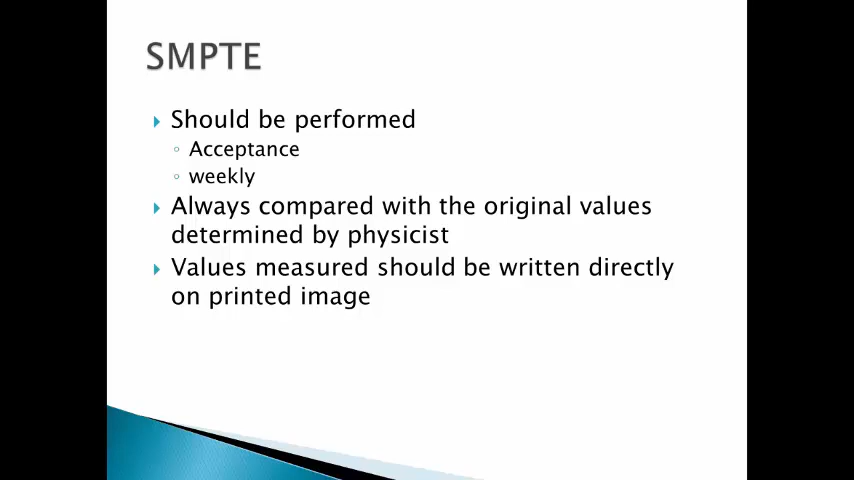 SMPTE
Should be performed
Acceptance
weekly
Always compared with the original values
determined by physicist
Values measured should be written directly
on printed image